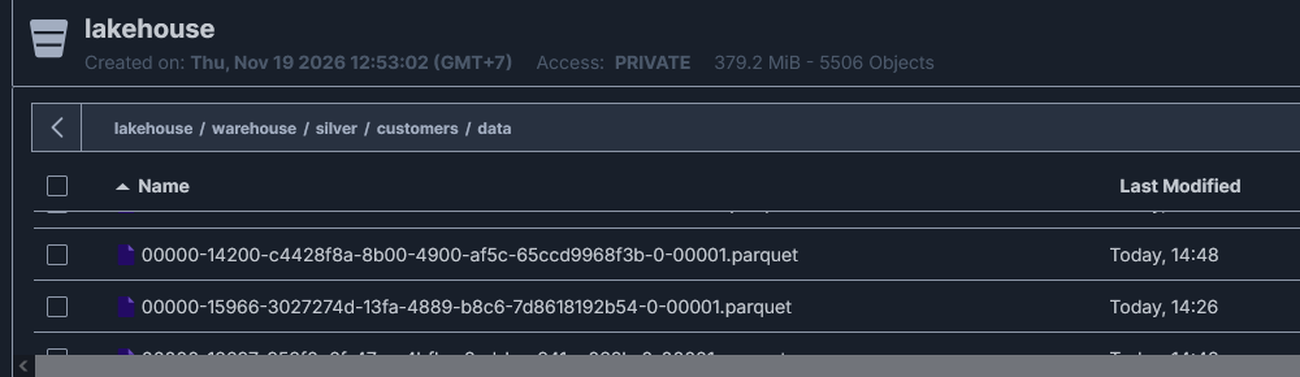 lakehouse
Created on: Thu, Nov 19 2026 12:53:02 (GMT+7) Access: PRIVATE 379.2 MiB - 5506 Objects
lakehouse / warehouse / silver / customers / data
Name Last Modified
00000-14200-c4428f8a-8b00-4900-af5c-65ccd9968f3b-0-00001.parquet Today, 14:48
00000-15966-3027274d-13fa-4889-b8c6-7d8618192b54-0-00001.parquet Today, 14:26